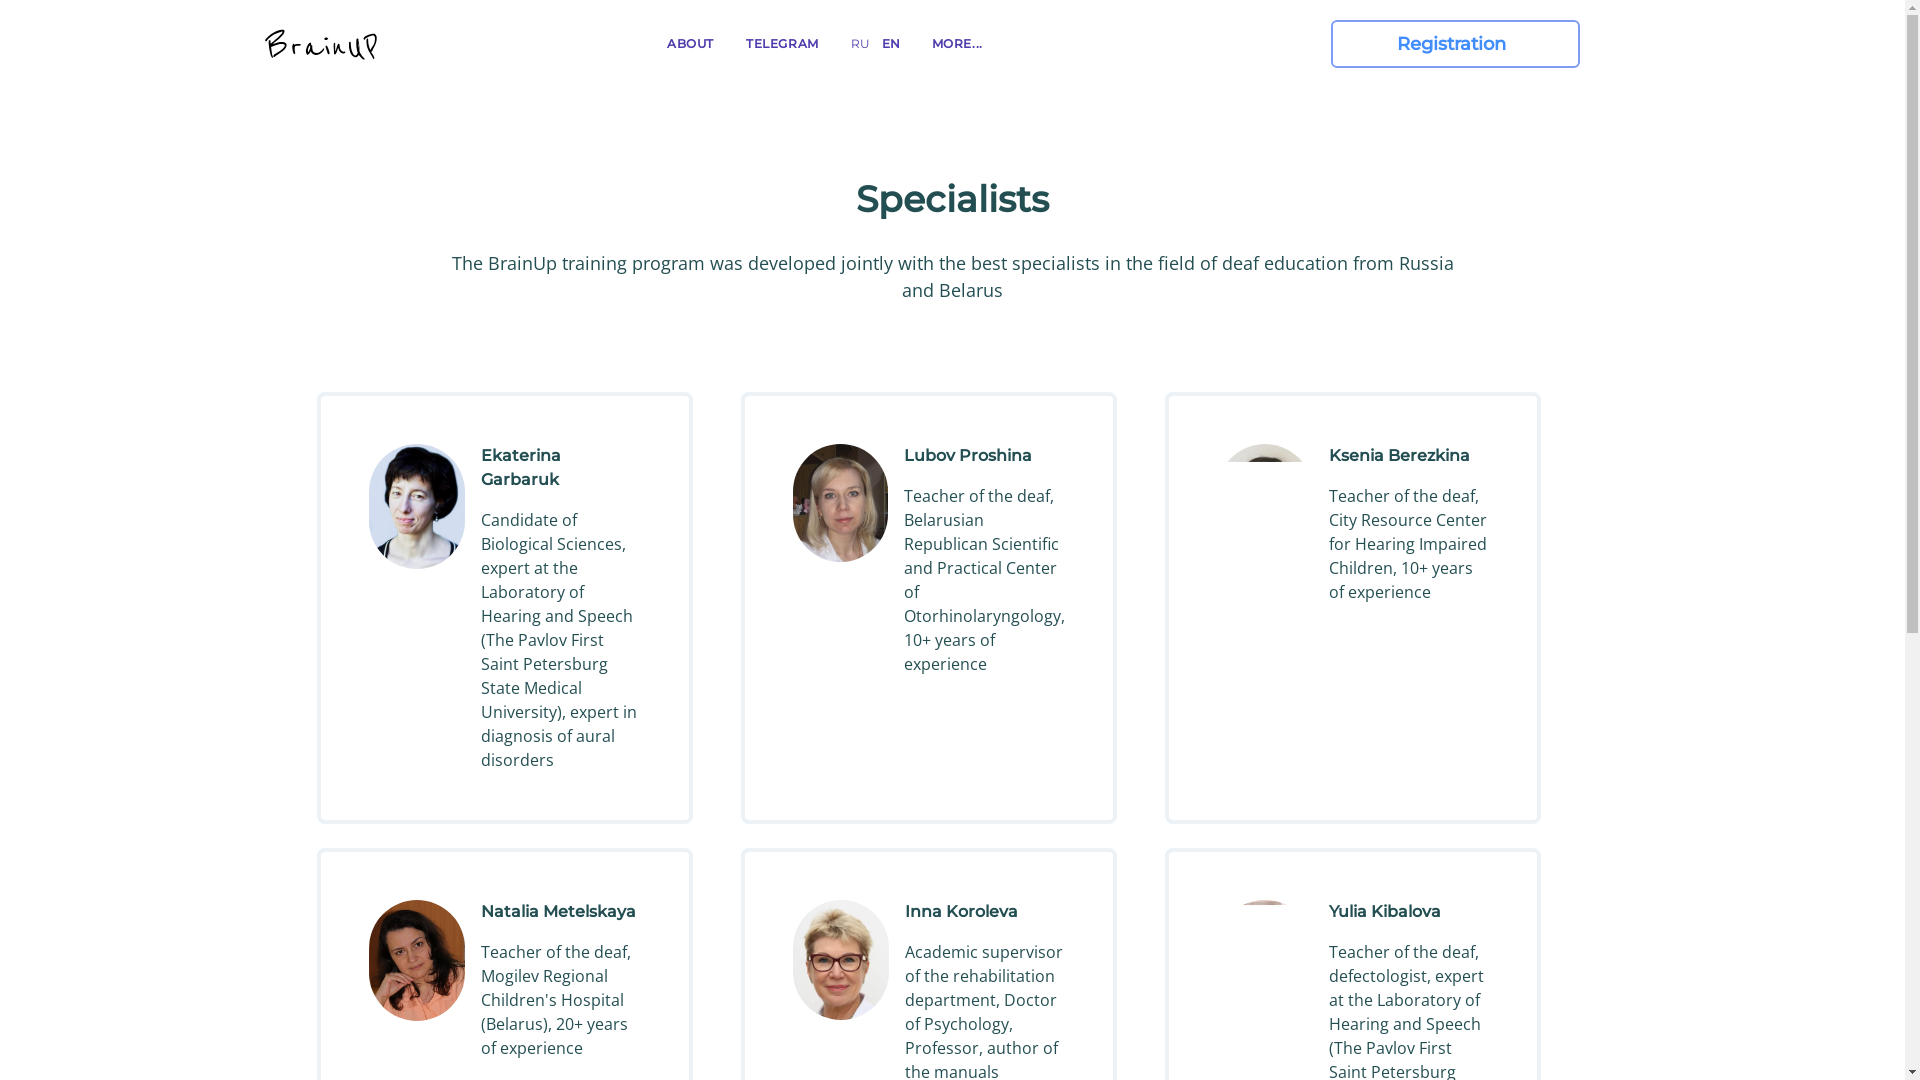 BrainUP
ABOUT
TELEGRAM
RU
EN
MORE...
Registration
Specialists
The BrainUp training program was developed jointly with the best specialists in the field of deaf education from Russia
and Belarus
Ekaterina
Garbaruk
Candidate of
Biological Sciences,
expert at the
Laboratory of
Hearing and Speech
(The Pavlov First
Saint Petersburg
State Medical
University), expert in
diagnosis of aural
disorders
Lubov Proshina
Teacher of the deaf,
Belarusian
Republican Scientific
and Practical Center
of
Otorhinolaryngology,
10+ years of
experience
Ksenia Berezkina
Teacher of the deaf,
City Resource Center
for Hearing Impaired
Children, 10+ years
of experience
Natalia Metelskaya
Teacher of the deaf,
Mogilev Regional
Children's Hospital
(Belarus), 20+ years
of experience
Inna Koroleva
Academic supervisor
of the rehabilitation
department, Doctor
of Psychology,
Professor, author of
the manuals
Yulia Kibalova
Teacher of the deaf,
defectologist, expert
at the Laboratory of
Hearing and Speech
(The Pavlov First
Saint Petersburg